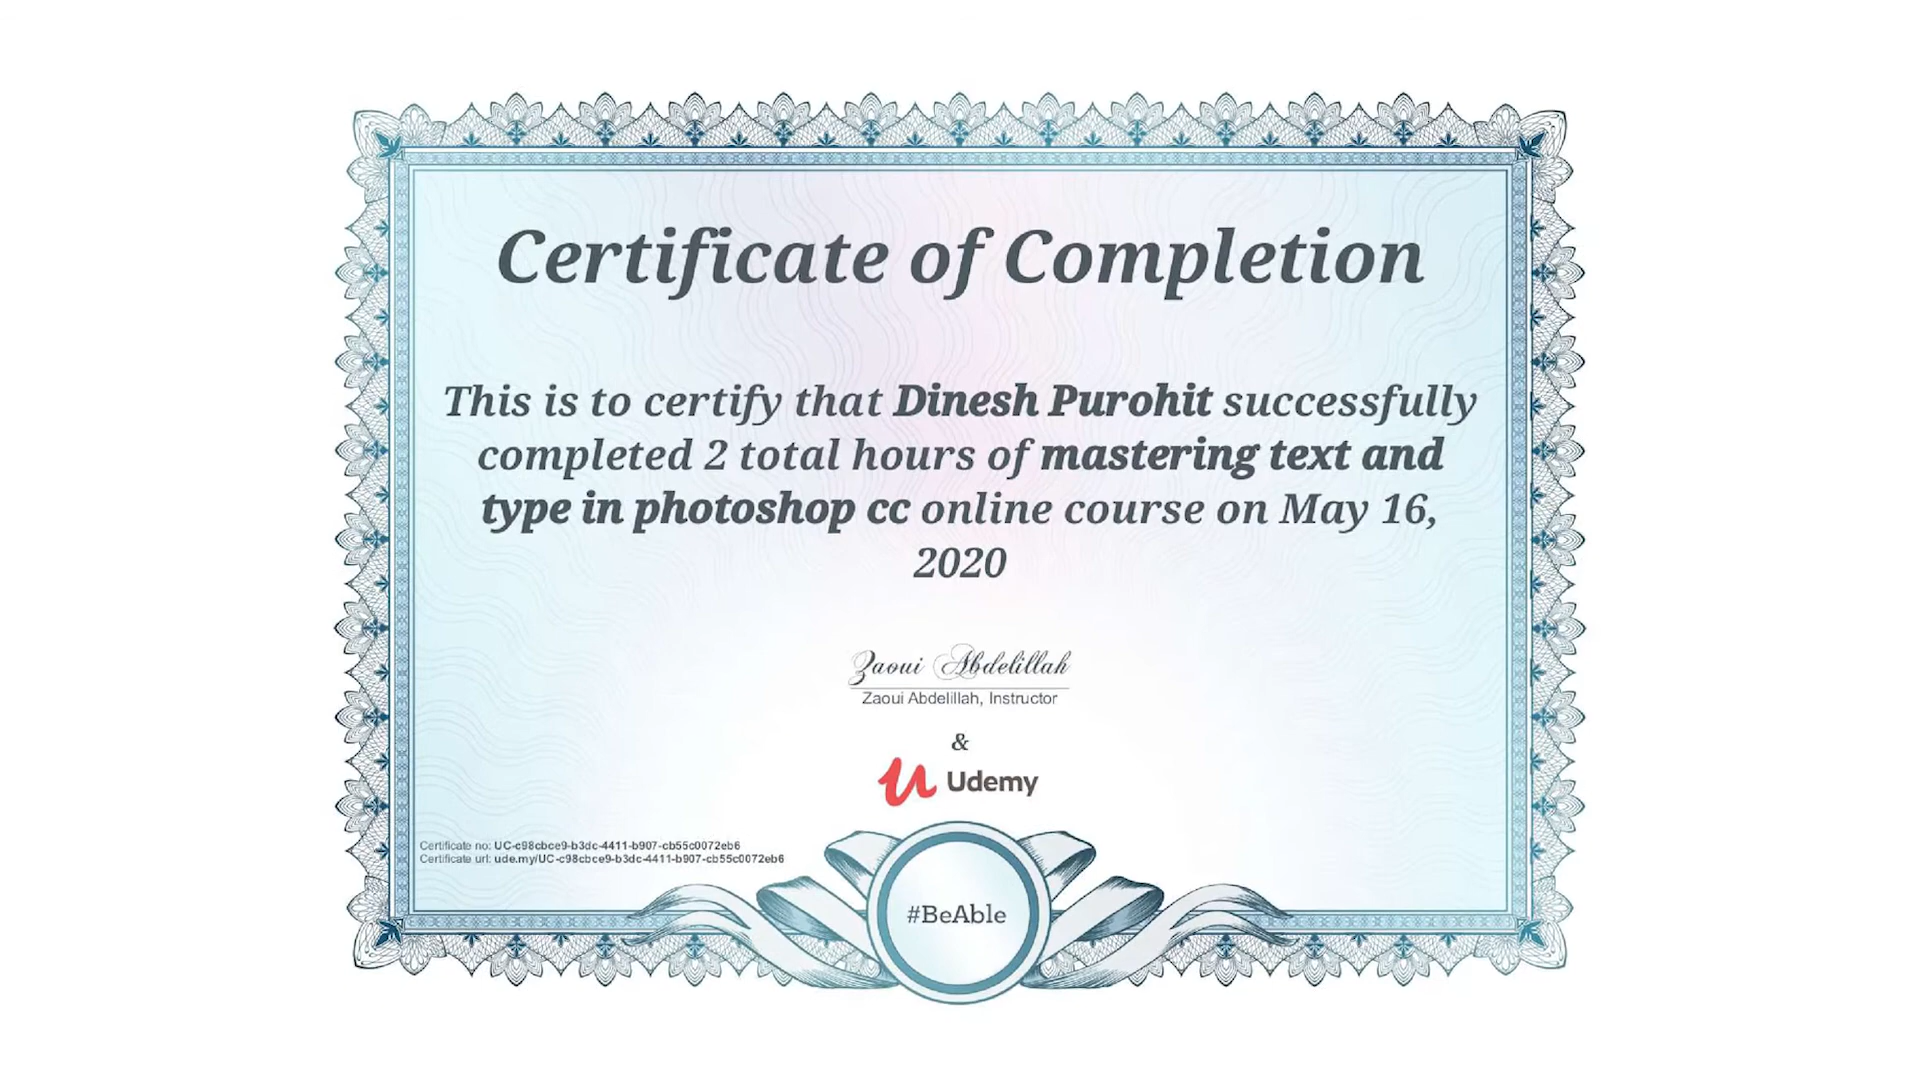 Certificate of Completion
This is to certify that Dinesh Purohit successfully
completed 2 total hours of mastering text and
type in photoshop cc online course on May 16,
2020
Zaoui Abdelillah
Zaoui Abdelillah, Instructor
&
Udemy
Certificate no: UC-c98cbce9-b3dc-4411-b907-cb55c0072eb6
Certificate url: ude.my/UC-c98cbce9-b3dc-4411-b907-cb55c0072eb6
#BeAble